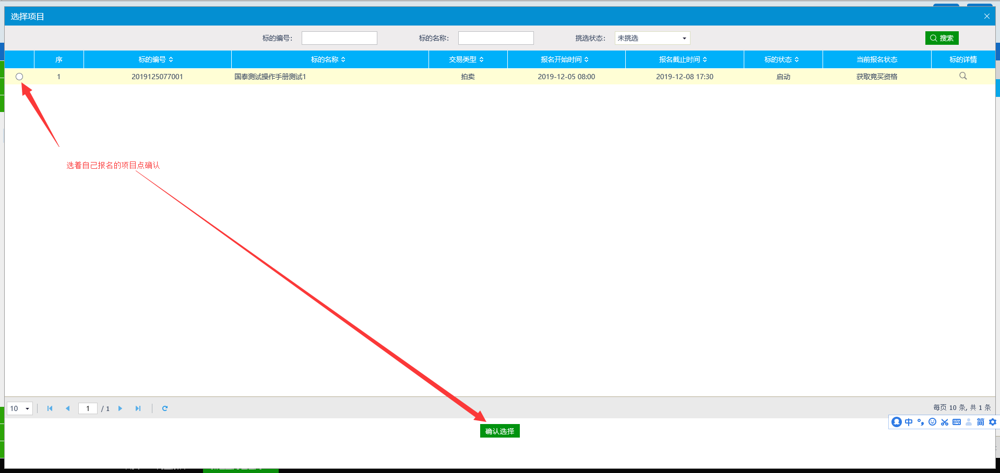 选择项目
标的编号: 标的名称: 挑选状态: 未挑选 搜索
序 标的编号 标的名称 交易类型 报名开始时间 报名截止时间 标的状态 当前报名状态 标的详情
1 2019125077001 国泰测试操作手册测试1 拍卖 2019-12-05 08:00 2019-12-08 17:30 启动 获取竞买资格
选着自己报名的项目点确认
10 1 / 1 每页 10 条, 共 1 条
中 简
确认选择